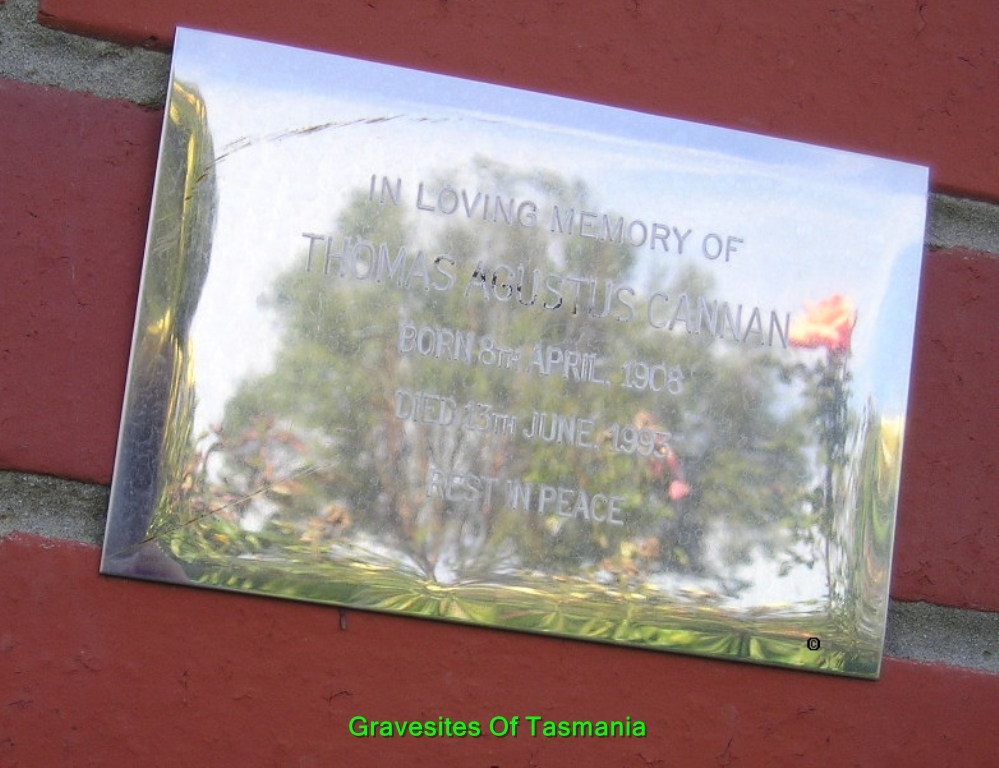 IN LOVING MEMORY OF
THOMAS AGUSTUS CANNAN
BORN 8TH APRIL, 1908
DIED 13TH JUNE, 1993
REST IN PEACE
©
Gravesites Of Tasmania